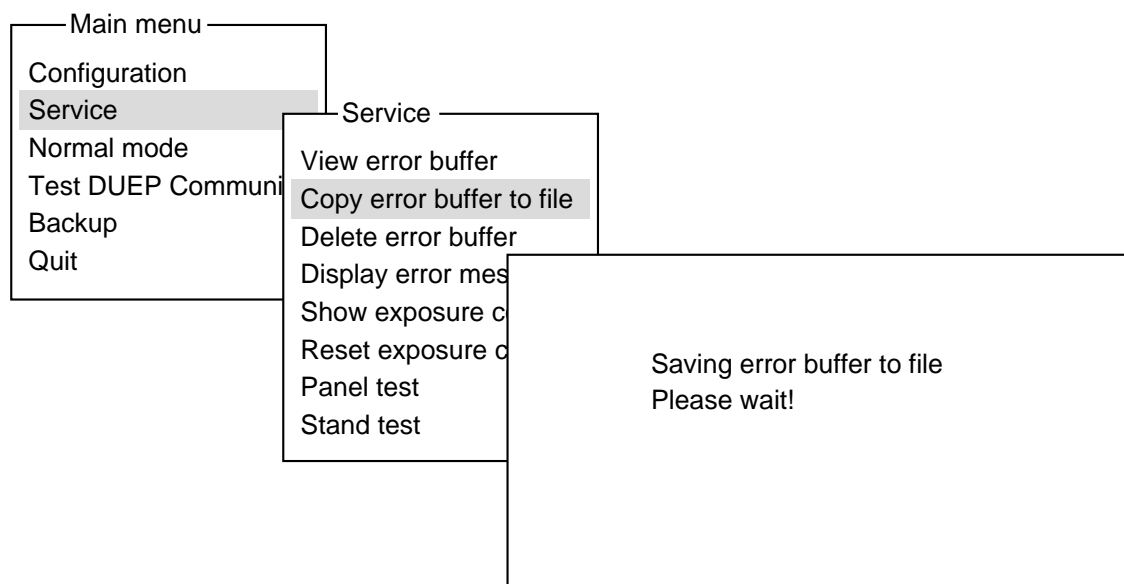 Main menu
Configuration
Service
Normal mode
Test DUEP Communi
Backup
Quit
Service
View error buffer
Copy error buffer to file
Delete error buffer
Display error mes
Show exposure c
Reset exposure c
Panel test
Stand test
Saving error buffer to file
Please wait!